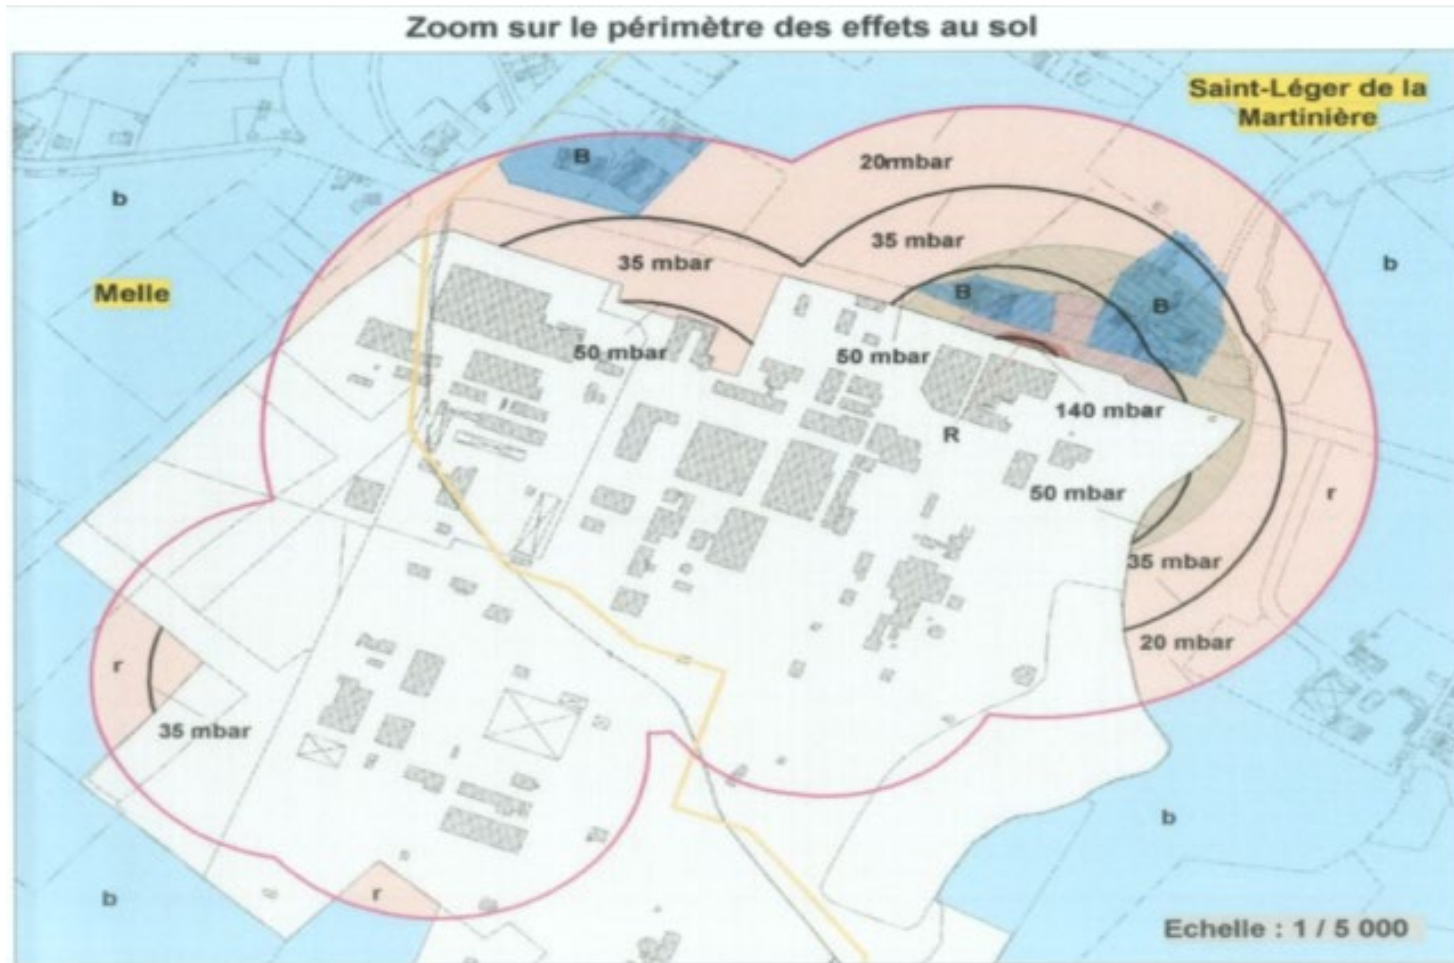 Zoom sur le périmètre des effets au sol
Saint-Léger de la
Martinière
B
20mmbar
b
35 mbar
35 mbar
b
Melle
B
B
50 mbar
50 mbar
140 mbar
R
50 mbar
r
35 mbar
20 mbar
r
35 mbar
b
r
b
Echelle : 1 / 5 000